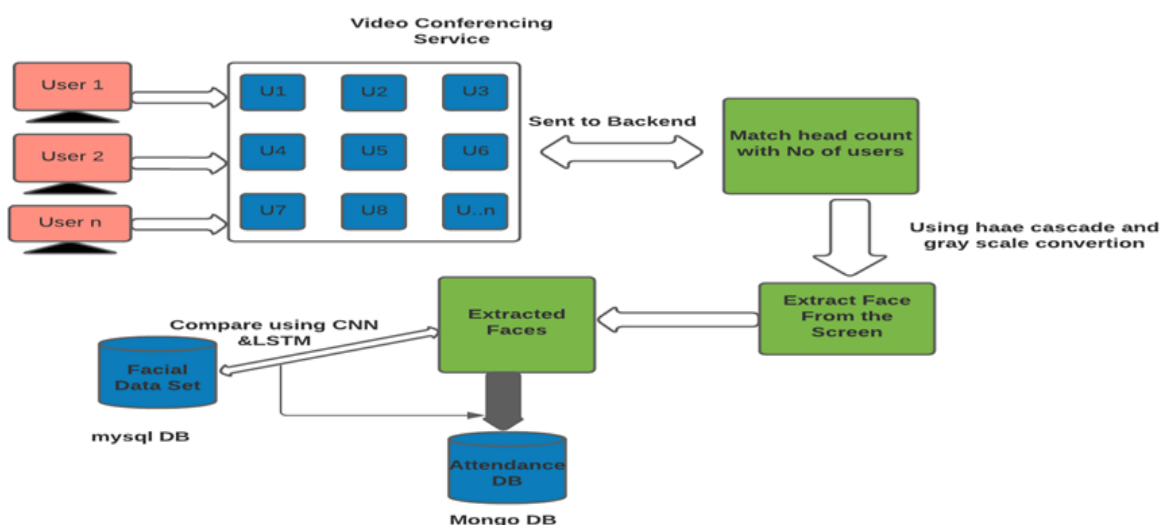 Video Conferencing
Service
User 1
User 2
User n
U1
U2
U3
U4
U5
U6
U7
U8
U..n
Sent to Backend
Match head count
with No of users
Using haae cascade and
gray scale convertion
Extract Face
From the
Screen
Extracted
Faces
Compare using CNN
&LSTM
Facial
Data Set
mysql DB
Attendance
DB
Mongo DB